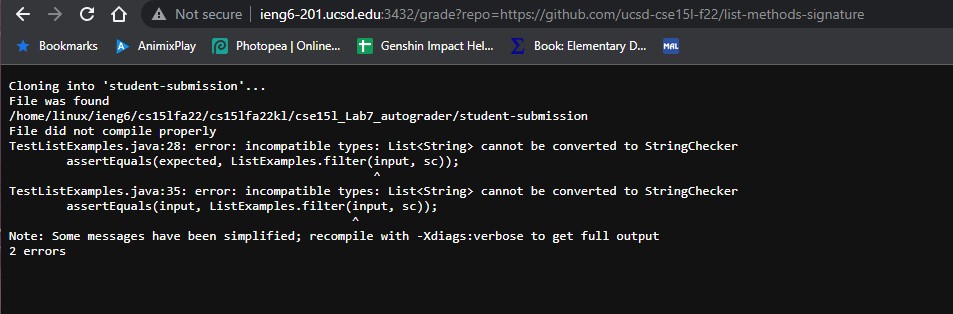 Not secure | ieng6-201.ucsd.edu:3432/grade?repo=https://github.com/ucsd-cse15l-f22/list-methods-signature
Bookmarks AnimixPlay Photopea | Online... Genshin Impact Hel... Book: Elementary D... MAL
Cloning into 'student-submission'...
File was found
/home/linux/ieng6/cs15lfa22/cs15lfa22kl/cse15l_Lab7_autograder/student-submission
File did not compile properly
TestListExamples.java:28: error: incompatible types: List<String> cannot be converted to StringChecker
        assertEquals(expected, ListExamples.filter(input, sc));
                                                   ^
TestListExamples.java:35: error: incompatible types: List<String> cannot be converted to StringChecker
        assertEquals(input, ListExamples.filter(input, sc));
                                                ^
Note: Some messages have been simplified; recompile with -Xdiags:verbose to get full output
2 errors